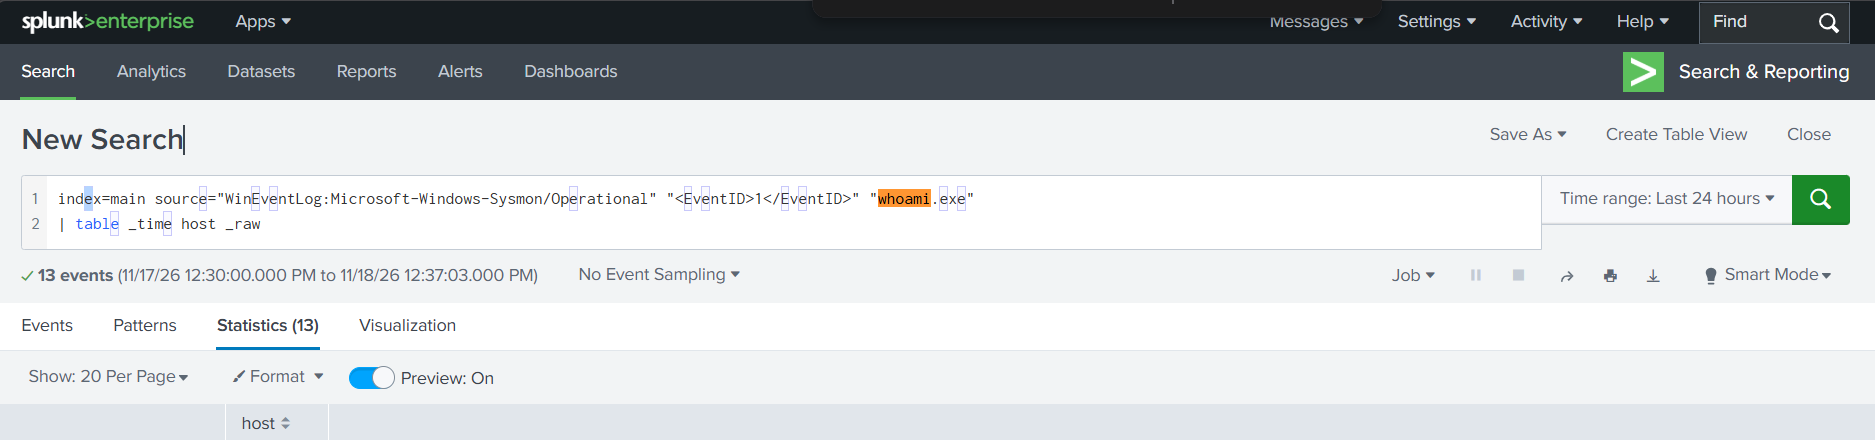 splunk>enterprise Apps Messages Settings Activity Help Find
Search Analytics Datasets Reports Alerts Dashboards Search & Reporting
New Search Save As Create Table View Close
1 index=main source="WinEventLog:Microsoft-Windows-Sysmon/Operational" "<EventID>1</EventID>" "whoami.exe" Time range: Last 24 hours
2 | table _time host _raw
13 events (11/17/26 12:30:00.000 PM to 11/18/26 12:37:03.000 PM) No Event Sampling Job Smart Mode
Events Patterns Statistics (13) Visualization
Show: 20 Per Page Format Preview: On
host